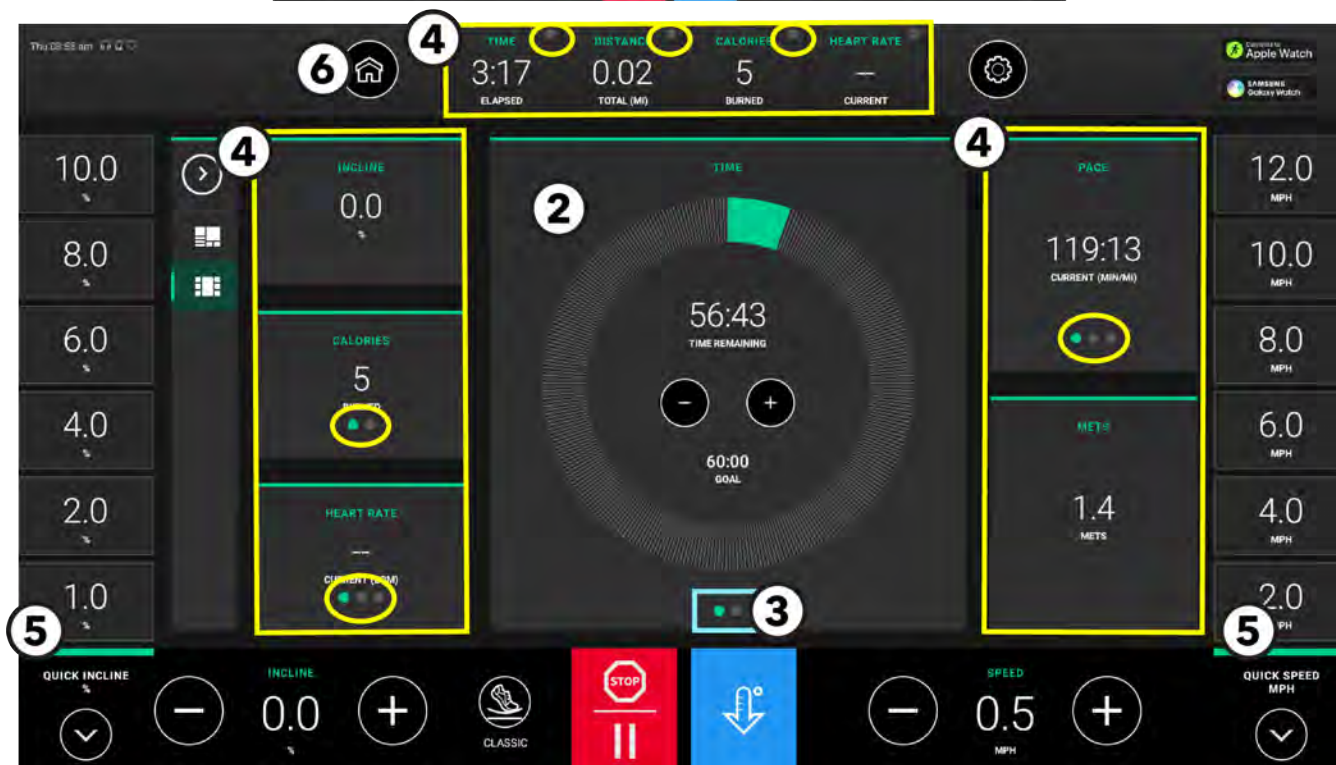 Thu 08:58 am
6
4
TIME
DISTANC
CALORIES
HEART RATE
3:17
0.02
5
--
ELAPSED
TOTAL (MI)
BURNED
CURRENT
Apple Watch
SAMSUNG
Galaxy Watch
10.0
%
8.0
%
6.0
%
4.0
%
2.0
%
1.0
%
4
INCLINE
0.0
%
CALORIES
5
HEART RATE
--
2
TIME
56:43
TIME REMAINING
−
+
60:00
GOAL
3
4
PACE
119:13
CURRENT (MIN/MI)
METS
1.4
METS
12.0
MPH
10.0
MPH
8.0
MPH
6.0
MPH
4.0
MPH
2.0
5
QUICK INCLINE
%
−
INCLINE
0.0
%
+
CLASSIC
STOP
−
SPEED
0.5
MPH
+
5
QUICK SPEED
MPH